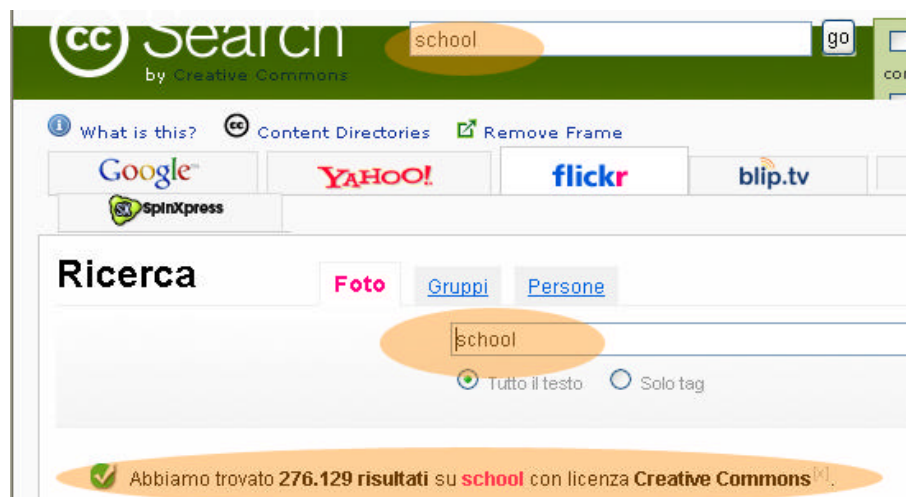 cc Search school go
by Creative Commons
What is this? cc Content Directories Remove Frame
Google YAHOO! flickr blip.tv
SpinXpress
Ricerca Foto Gruppi Persone
school
Tutto il testo Solo tag
Abbiamo trovato 276.129 risultati su school con licenza Creative Commons [x].